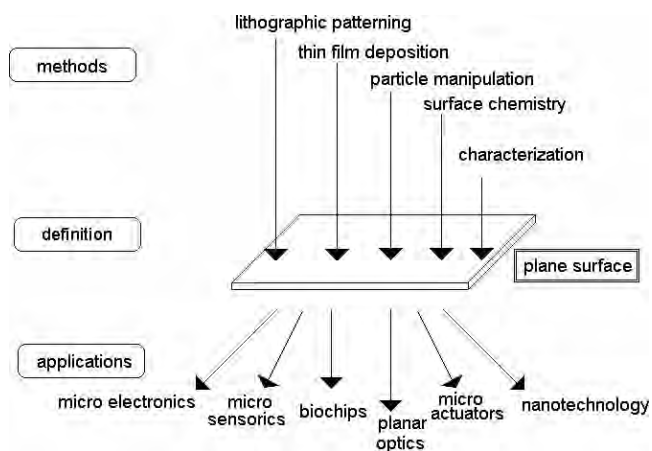 lithographic patterning
thin film deposition
methods
particle manipulation
surface chemistry
characterization
definition
plane surface
applications
micro electronics
micro
sensorics
biochips
planar
optics
micro
actuators
nanotechnology